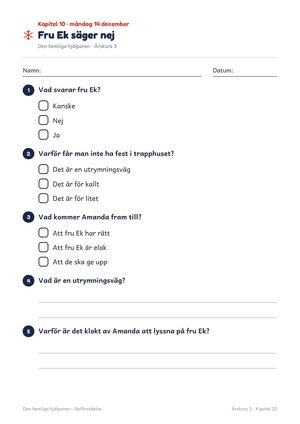 Kapitel 10 · måndag 14 december
Fru Ek säger nej
Den hemliga hjälparen · Årskurs 3
Namn:
Datum:
1 Vad svarar fru Ek?
Kanske
Nej
Ja
2 Varför får man inte ha fest i trapphuset?
Det är en utrymningsväg
Det är för kallt
Det är för litet
3 Vad kommer Amanda fram till?
Att fru Ek har rätt
Att fru Ek är elak
Att de ska ge upp
4 Vad är en utrymningsväg?
5 Varför är det klokt av Amanda att lyssna på fru Ek?
Den hemliga hjälparen – läsförståelse
Årskurs 3 · Kapitel 10